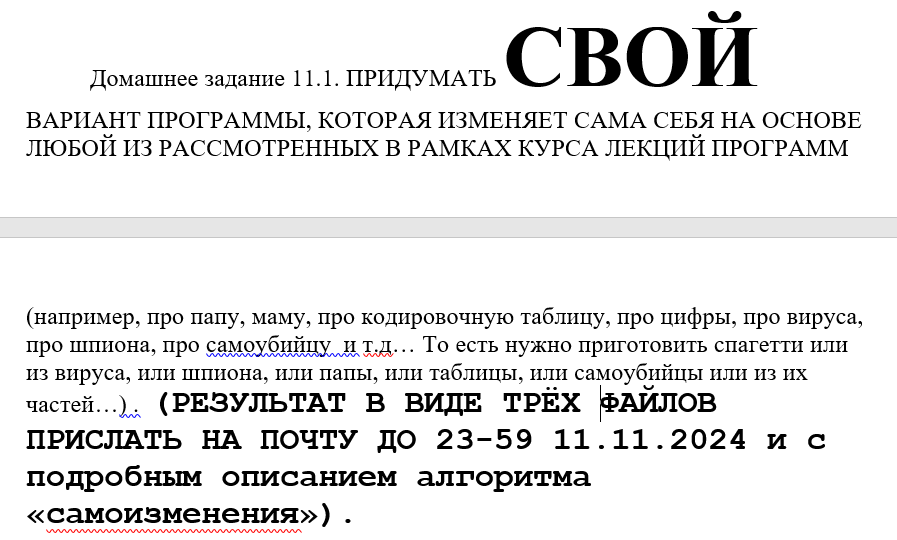 Домашнее задание 11.1. ПРИДУМАТЬ СВОЙ
ВАРИАНТ ПРОГРАММЫ, КОТОРАЯ ИЗМЕНЯЕТ САМА СЕБЯ НА ОСНОВЕ
ЛЮБОЙ ИЗ РАССМОТРЕННЫХ В РАМКАХ КУРСА ЛЕКЦИЙ ПРОГРАММ
(например, про папу, маму, про кодировочную таблицу, про цифры, про вируса,
про шпиона, про самоубийцу и т.д… То есть нужно приготовить спагетти или
из вируса, или шпиона, или папы, или таблицы, или самоубийцы или из их
частей…) . (РЕЗУЛЬТАТ В ВИДЕ ТРЁХ ФАЙЛОВ
ПРИСЛАТЬ НА ПОЧТУ ДО 23-59 11.11.2024 и с
подробным описанием алгоритма
«самоизменения»).